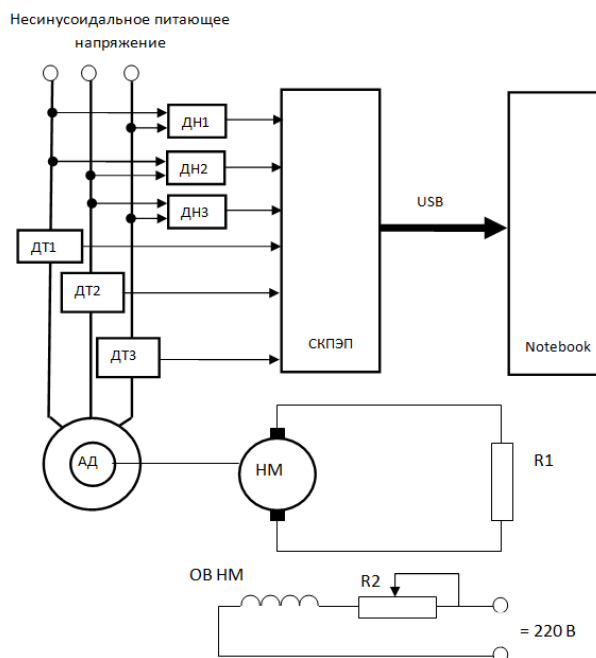 Несинусоидальное питающее
напряжение
ДН1
ДН2
ДН3
USB
ДТ1
ДТ2
ДТ3
СКПЭП
Notebook
АД
НМ
R1
ОВ НМ
R2
= 220 В